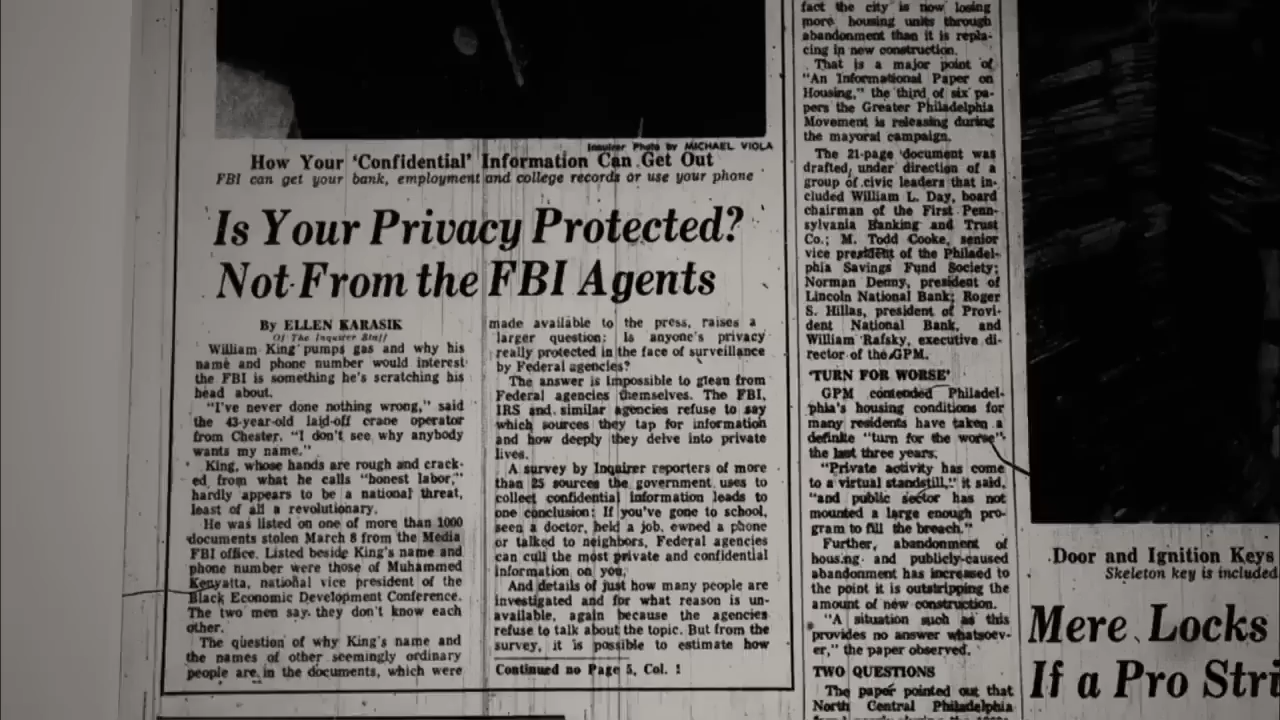 Inquirer Photo by MICHAEL VIOLA
How Your 'Confidential' Information Can Get Out
FBI can get your bank, employment and college records or use your phone
Is Your Privacy Protected?
Not From the FBI Agents
By ELLEN KARASIK
Of The Inquirer Staff
William King pumps gas and why his
name and phone number would interest
the FBI is something he's scratching his
head about.
"I've never done nothing wrong," said
the 43-year-old laid-off crane operator
from Chester. "I don't see why anybody
wants my name."
King, whose hands are rough and crack-
ed from what he calls "honest labor,"
hardly appears to be a national threat,
least of all a revolutionary.
He was listed on one of more than 1000
documents stolen March 8 from the Media
FBI office. Listed beside King's name and
phone number were those of Muhammed
Kenyatta, national vice president of the
Black Economic Development Conference.
The two men say they don't know each
other.
The question of why King's name and
the names of other seemingly ordinary
people are in the documents, which were
made available to the press, raises a
larger question: Is anyone's privacy
really protected in the face of surveillance
by Federal agencies?
The answer is impossible to glean from
Federal agencies themselves. The FBI,
IRS and similar agencies refuse to say
which sources they tap for information
and how deeply they delve into private
lives.
A survey by Inquirer reporters of more
than 25 sources the government uses to
collect confidential information leads to
one conclusion: If you've gone to school,
seen a doctor, held a job, owned a phone
or talked to neighbors, Federal agencies
can cull the most private and confidential
information on you.
And details of just how many people are
investigated and for what reason is un-
available, again because the agencies
refuse to talk about the topic. But from the
survey, it is possible to estimate how
Continued no Page 5, Col. 1
fact the city is now losing
more housing units through
abandonment than it is repla-
cing in new construction.
That is a major point of
"An Informational Paper on
Housing," the third of six pa-
pers the Greater Philadelphia
Movement is releasing during
the mayoral campaign.
The 21-page document was
drafted under direction of a
group of civic leaders that in-
cluded William L. Day, board
chairman of the First Penn-
sylvania Banking and Trust
Co.; M. Todd Cooke, senior
vice president of the Philadel-
phia Savings Fund Society;
Norman Denny, president of
Lincoln National Bank; Roger
S. Hillas, president of Provi-
dent National Bank, and
William Rafsky, executive di-
rector of the GPM.
'TURN FOR WORSE'
GPM contended Philadel-
phia's housing conditions for
many residents have taken a
definite "turn for the worse"
the last three years.
"Private activity has come
to a virtual standstill," it said,
"and public sector has not
mounted a large enough pro-
gram to fill the breach."
Further, abandonment of
housing and publicly-caused
abandonment has increased to
the point it is outstripping the
amount of new construction.
"A situation such as this
provides no answer whatsoev-
er," the paper observed.
TWO QUESTIONS
The paper pointed out that
North Central Philadelphia
Door and Ignition Keys
Skeleton key is included
Mere Locks
If a Pro Stri